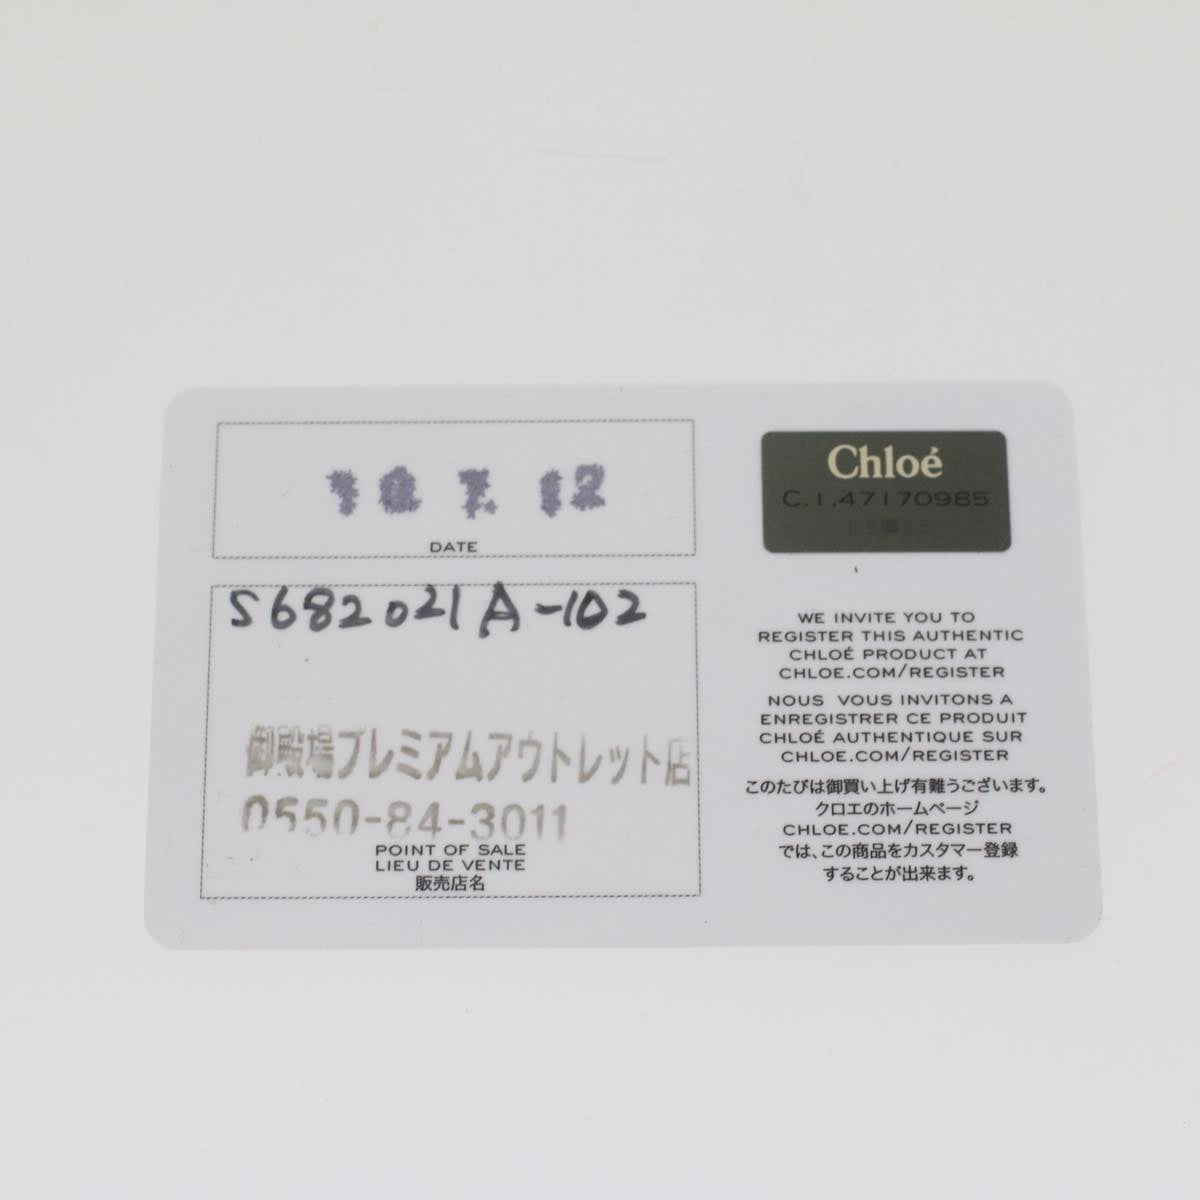 DATE
S682021A-102
御殿場プレミアムアウトレット店
0550-84-3011
POINT OF SALE
LIEU DE VENTE
販売店名
Chloé
C.1,47170985
WE INVITE YOU TO
REGISTER THIS AUTHENTIC
CHLOÉ PRODUCT AT
CHLOE.COM/REGISTER
NOUS VOUS INVITONS A
ENREGISTRER CE PRODUIT
CHLOÉ AUTHENTIQUE SUR
CHLOE.COM/REGISTER
このたびは御買い上げ有難うございます。
クロエのホームページ
CHLOE.COM/REGISTER
では、この商品をカスタマー登録
することが出来ます。